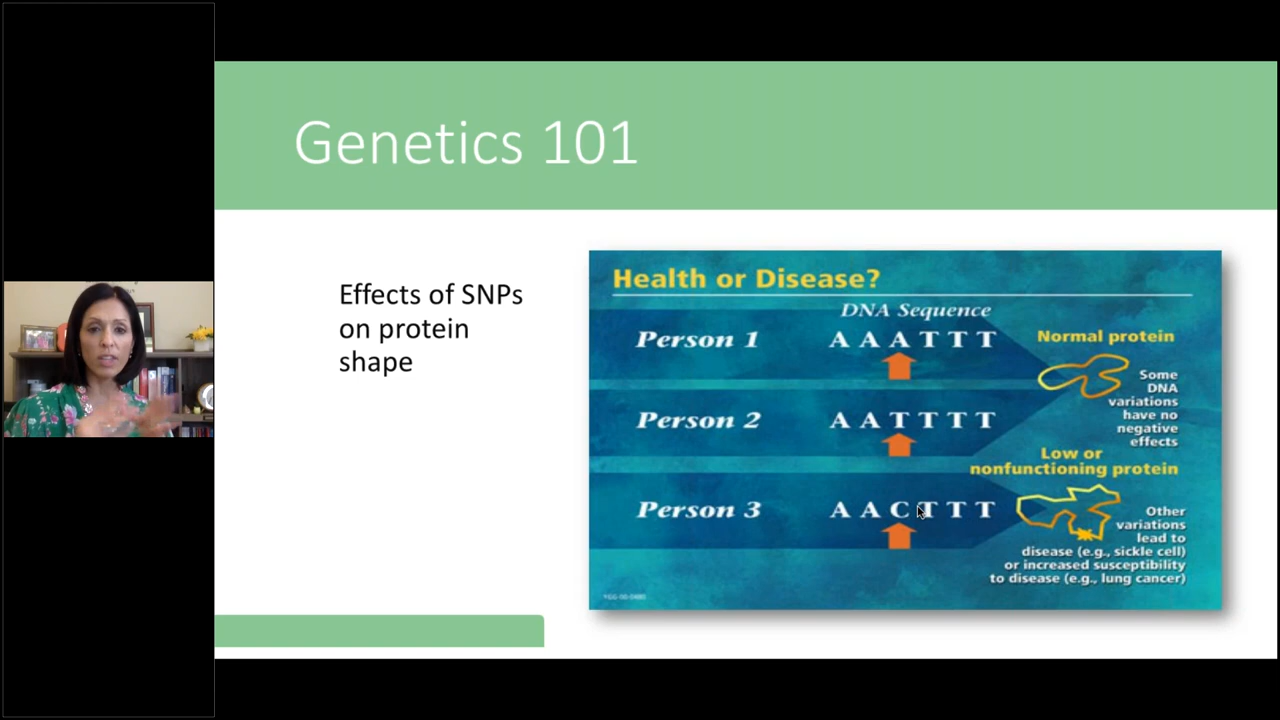 Genetics 101
Effects of SNPs
on protein
shape
Health or Disease?
DNA Sequence
Person 1
A A A T T T
Normal protein
Some
DNA
variations
have no
negative
effects
Person 2
A A T T T T
Low or
nonfunctioning protein
Person 3
A A C T T T
Other
variations
lead to
disease (e.g., sickle cell)
or increased susceptibility
to disease (e.g., lung cancer)